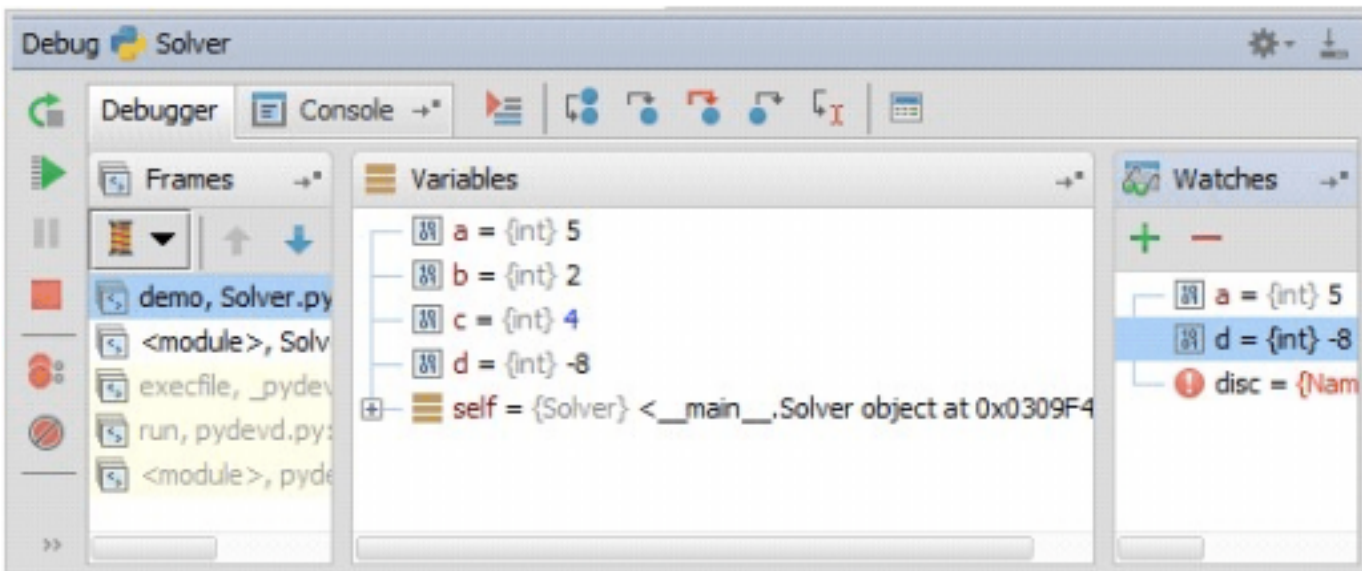 Debug Solver
Debugger Console
Frames
demo, Solver.py
<module>, Solv
execfile, _pydev
run, pydevd.py:
<module>, pyde
Variables
a = {int} 5
b = {int} 2
c = {int} 4
d = {int} -8
self = {Solver} <__main__.Solver object at 0x0309F4
Watches
a = {int} 5
d = {int} -8
disc = {Nam